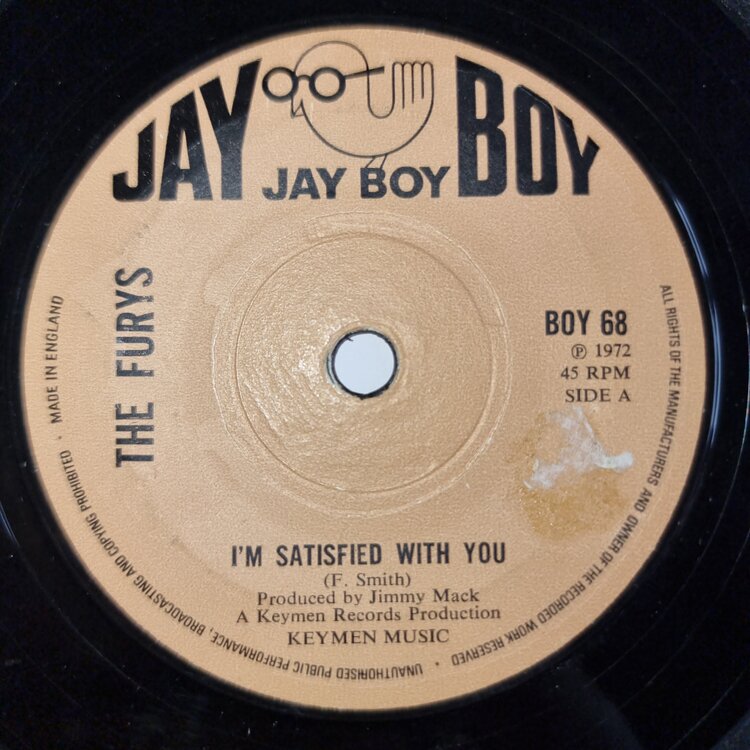 JAY BOY
JAY BOY
THE FURYS
BOY 68
℗ 1972
45 RPM
SIDE A
I'M SATISFIED WITH YOU
(F. Smith)
Produced by Jimmy Mack
A Keymen Records Production
KEYMEN MUSIC
ALL RIGHTS OF THE MANUFACTURERS AND OWNER OF THE RECORDED WORK RESERVED · UNAUTHORISED PUBLIC PERFORMANCE, BROADCASTING AND COPYING PROHIBITED · MADE IN ENGLAND